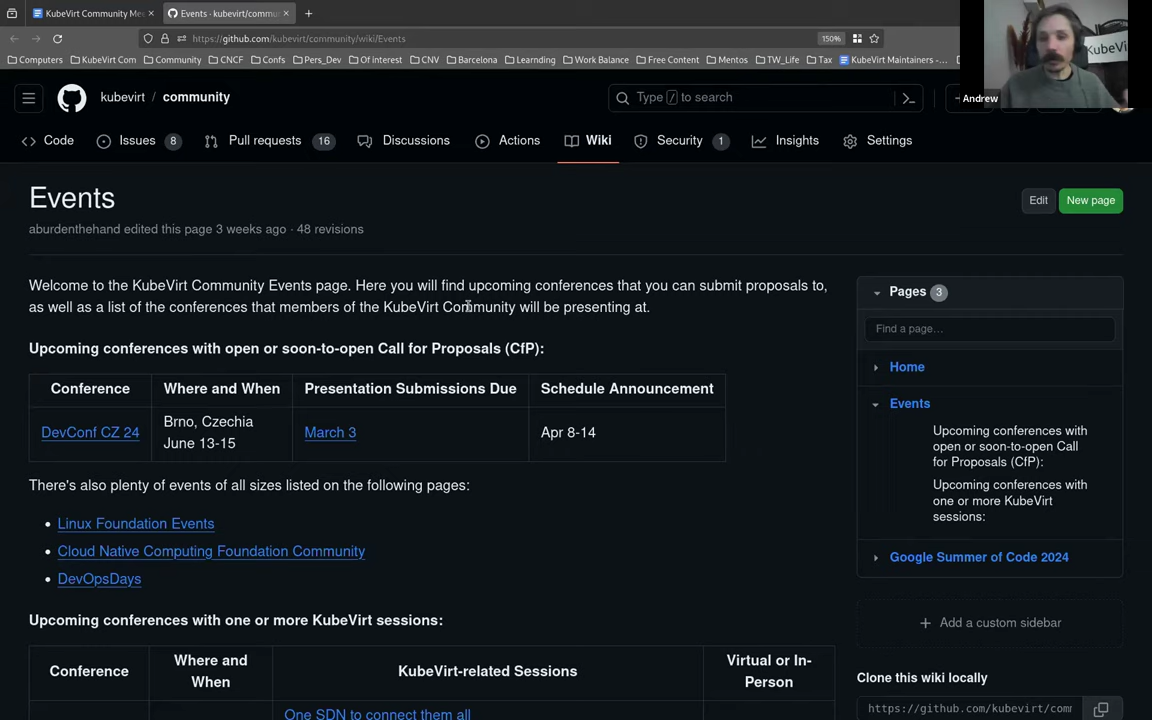 KubeVirt Community Me
Events · kubevirt/commu
https://github.com/kubevirt/community/wiki/Events
150%
Computers KubeVirt Com Community CNCF Confs Pers_Dev Of interest CNV Barcelona Learnding Work Balance Free Content Mentos TW_Life Tax KubeVirt Maintainers -...
KubeVi
Andrew
kubevirt / community
Type / to search
Code Issues 8 Pull requests 16 Discussions Actions Wiki Security 1 Insights Settings
Events
Edit New page
aburdenthehand edited this page 3 weeks ago · 48 revisions
Welcome to the KubeVirt Community Events page. Here you will find upcoming conferences that you can submit proposals to,
as well as a list of the conferences that members of the KubeVirt Community will be presenting at.
Upcoming conferences with open or soon-to-open Call for Proposals (CfP):
Conference Where and When Presentation Submissions Due Schedule Announcement
DevConf CZ 24 Brno, Czechia March 3 Apr 8-14
June 13-15
There's also plenty of events of all sizes listed on the following pages:
Linux Foundation Events
Cloud Native Computing Foundation Community
DevOpsDays
Upcoming conferences with one or more KubeVirt sessions:
Conference Where and KubeVirt-related Sessions Virtual or In-
When Person
One SDN to connect them all
Pages 3
Find a page…
Home
Events
Upcoming conferences with
open or soon-to-open Call
for Proposals (CfP):
Upcoming conferences with
one or more KubeVirt
sessions:
Google Summer of Code 2024
Add a custom sidebar
Clone this wiki locally
https://github.com/kubevirt/comm